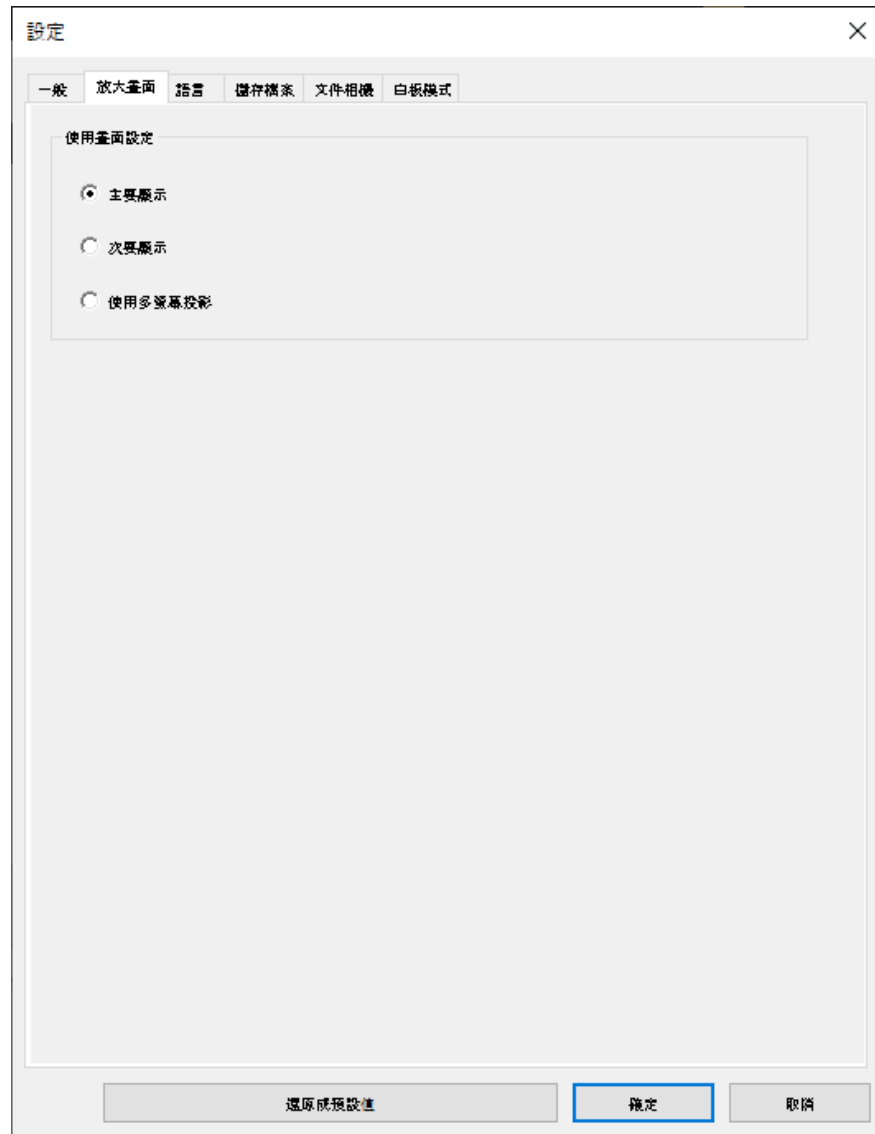 設定
一般 放大畫面 語言 儲存檔案 文件相機 白板模式
使用畫面設定
主要顯示
次要顯示
使用多螢幕投影
還原成預設值 確定 取消